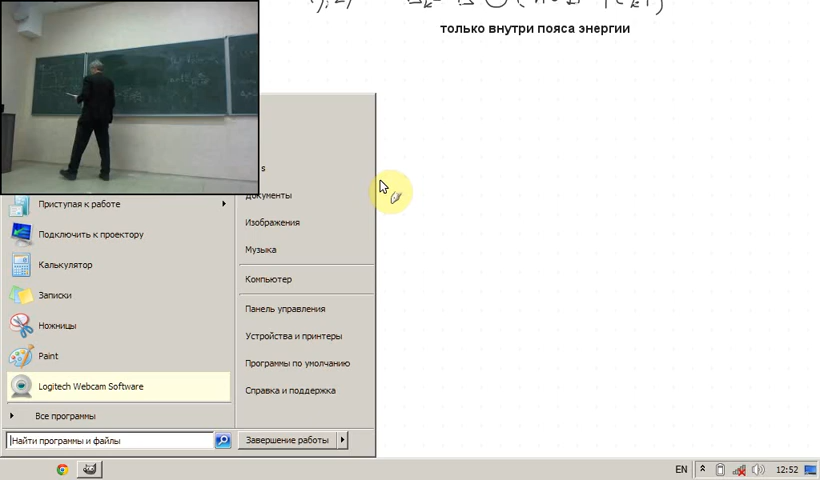 только внутри пояса энергии
s
Документы
Изображения
Музыка
Компьютер
Панель управления
Устройства и принтеры
Программы по умолчанию
Справка и поддержка
Приступая к работе
Подключить к проектору
Калькулятор
Записки
Ножницы
Paint
Logitech Webcam Software
Все программы
Найти программы и файлы
Завершение работы
EN
12:52